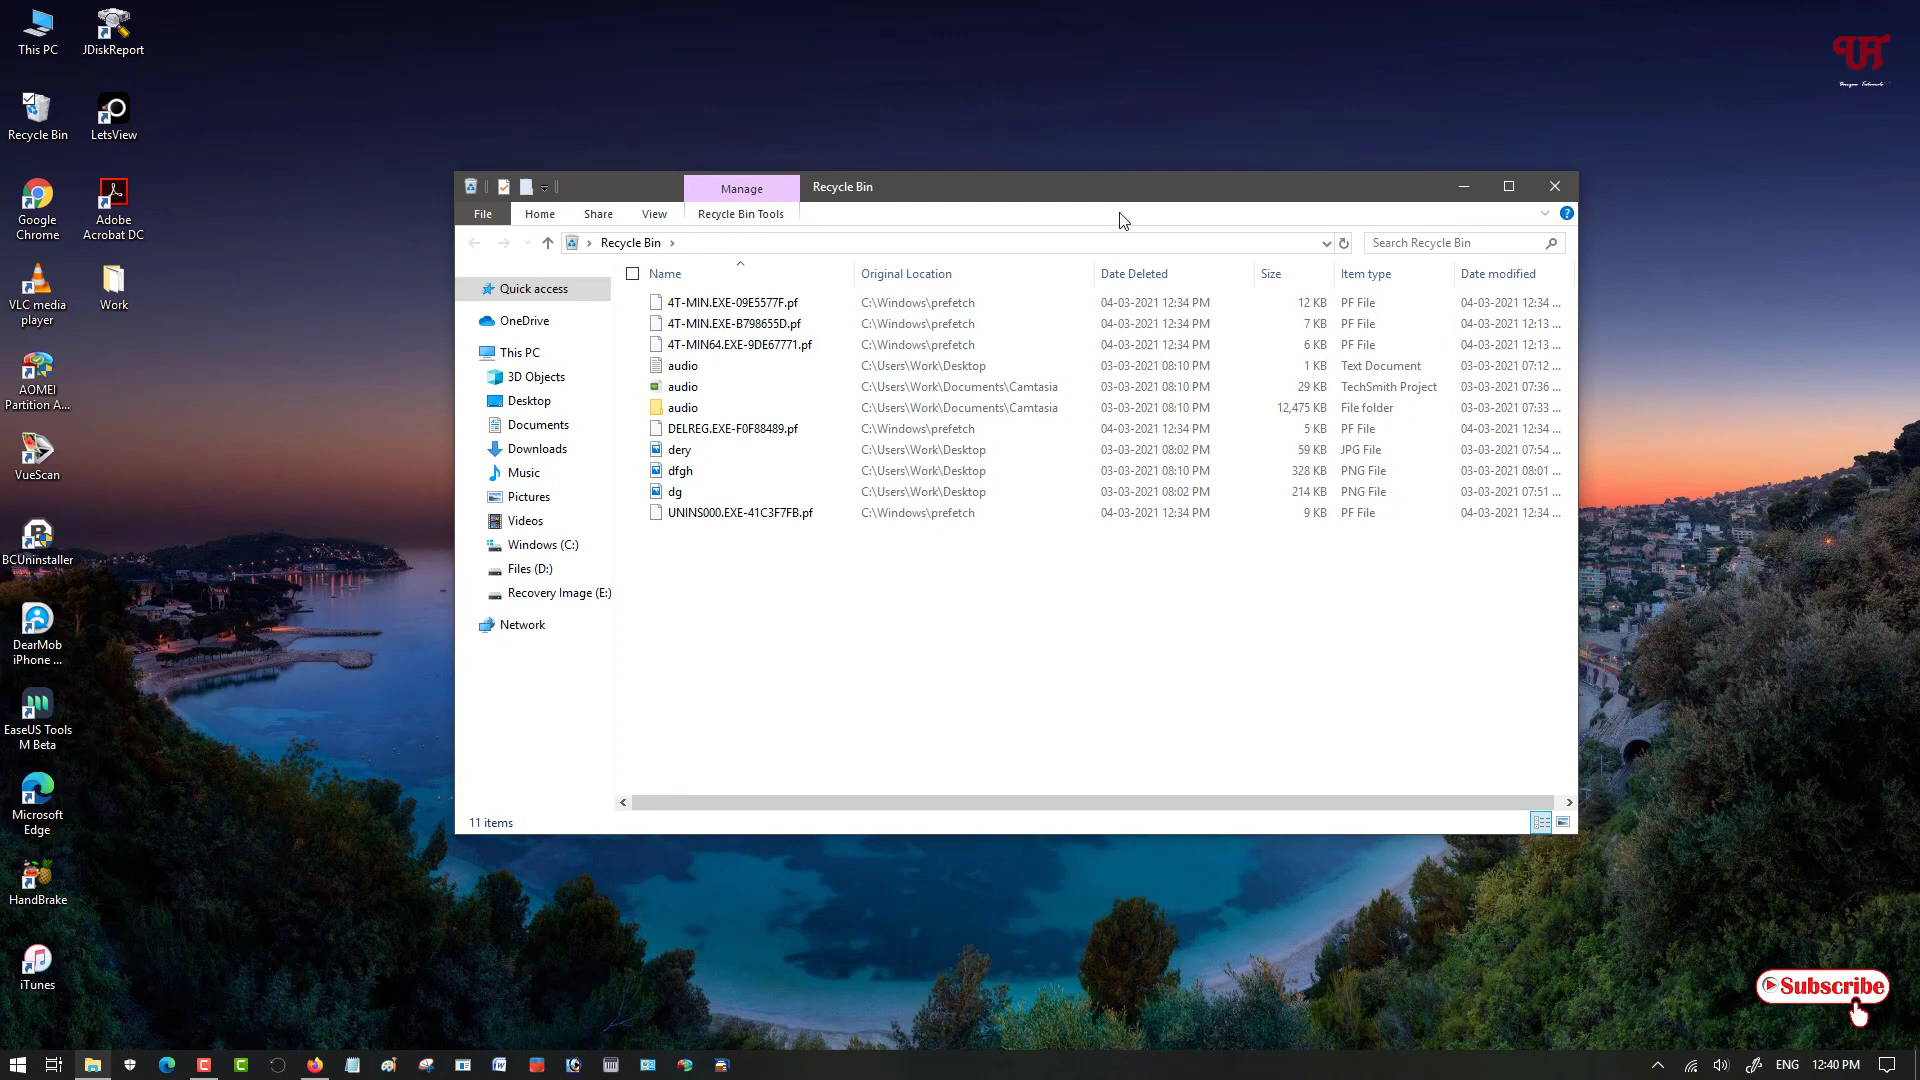 This PC
JDiskReport
Recycle Bin
LetsView
Google
Chrome
Adobe
Acrobat DC
VLC media
player
Work
AOMEI
Partition A...
VueScan
BCUninstaller
DearMob
iPhone ...
EaseUS Tools
M Beta
Microsoft
Edge
HandBrake
iTunes
Manage
Recycle Bin
File
Home
Share
View
Recycle Bin Tools
Recycle Bin
Search Recycle Bin
Quick access
OneDrive
This PC
3D Objects
Desktop
Documents
Downloads
Music
Pictures
Videos
Windows (C:)
Files (D:)
Recovery Image (E:)
Network
Name Original Location Date Deleted Size Item type Date modified
4T-MIN.EXE-09E5577F.pf C:\Windows\prefetch 04-03-2021 12:34 PM 12 KB PF File 04-03-2021 12:34 ...
4T-MIN.EXE-B798655D.pf C:\Windows\prefetch 04-03-2021 12:34 PM 7 KB PF File 04-03-2021 12:13 ...
4T-MIN64.EXE-9DE67771.pf C:\Windows\prefetch 04-03-2021 12:34 PM 6 KB PF File 04-03-2021 12:13 ...
audio C:\Users\Work\Desktop 03-03-2021 08:10 PM 1 KB Text Document 03-03-2021 07:12 ...
audio C:\Users\Work\Documents\Camtasia 03-03-2021 08:10 PM 29 KB TechSmith Project 03-03-2021 07:36 ...
audio C:\Users\Work\Documents\Camtasia 03-03-2021 08:10 PM 12,475 KB File folder 03-03-2021 07:33 ...
DELREG.EXE-F0F88489.pf C:\Windows\prefetch 04-03-2021 12:34 PM 5 KB PF File 04-03-2021 12:34 ...
dery C:\Users\Work\Desktop 03-03-2021 08:02 PM 59 KB JPG File 03-03-2021 07:54 ...
dfgh C:\Users\Work\Desktop 03-03-2021 08:10 PM 328 KB PNG File 03-03-2021 08:01 ...
dg C:\Users\Work\Desktop 03-03-2021 08:02 PM 214 KB PNG File 03-03-2021 07:51 ...
UNINS000.EXE-41C3F7FB.pf C:\Windows\prefetch 04-03-2021 12:34 PM 9 KB PF File 04-03-2021 12:34 ...
11 items
Subscribe
ENG
12:40 PM